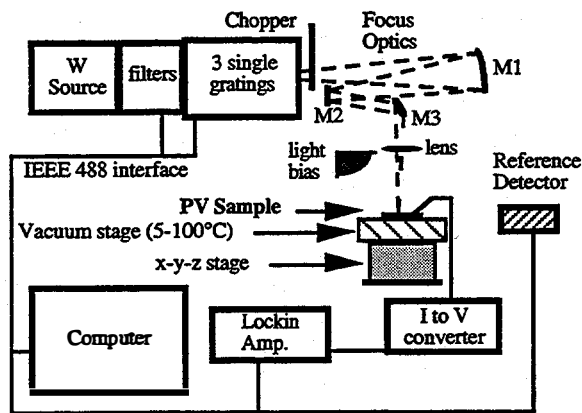 Chopper
Focus
Optics
W
Source
filters
3 single
gratings
M1
M2
M3
light
bias
lens
IEEE 488 interface
Reference
Detector
PV Sample
Vacuum stage (5-100°C)
x-y-z stage
Computer
Lockin
Amp.
I to V
converter